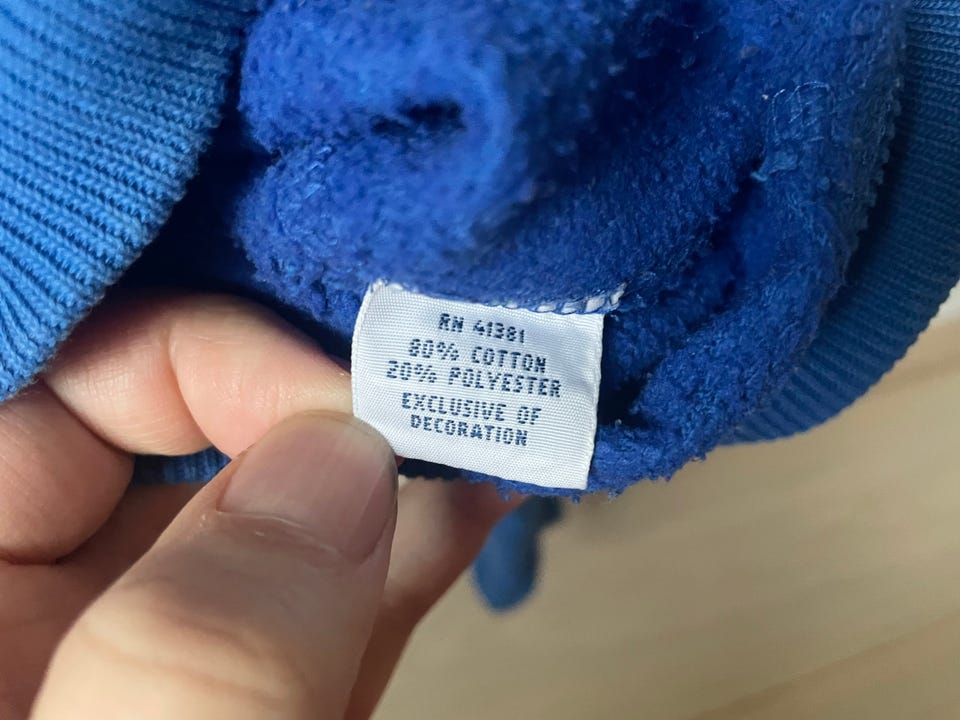 RN 41381
80% COTTON
20% POLYESTER
EXCLUSIVE OF
DECORATION